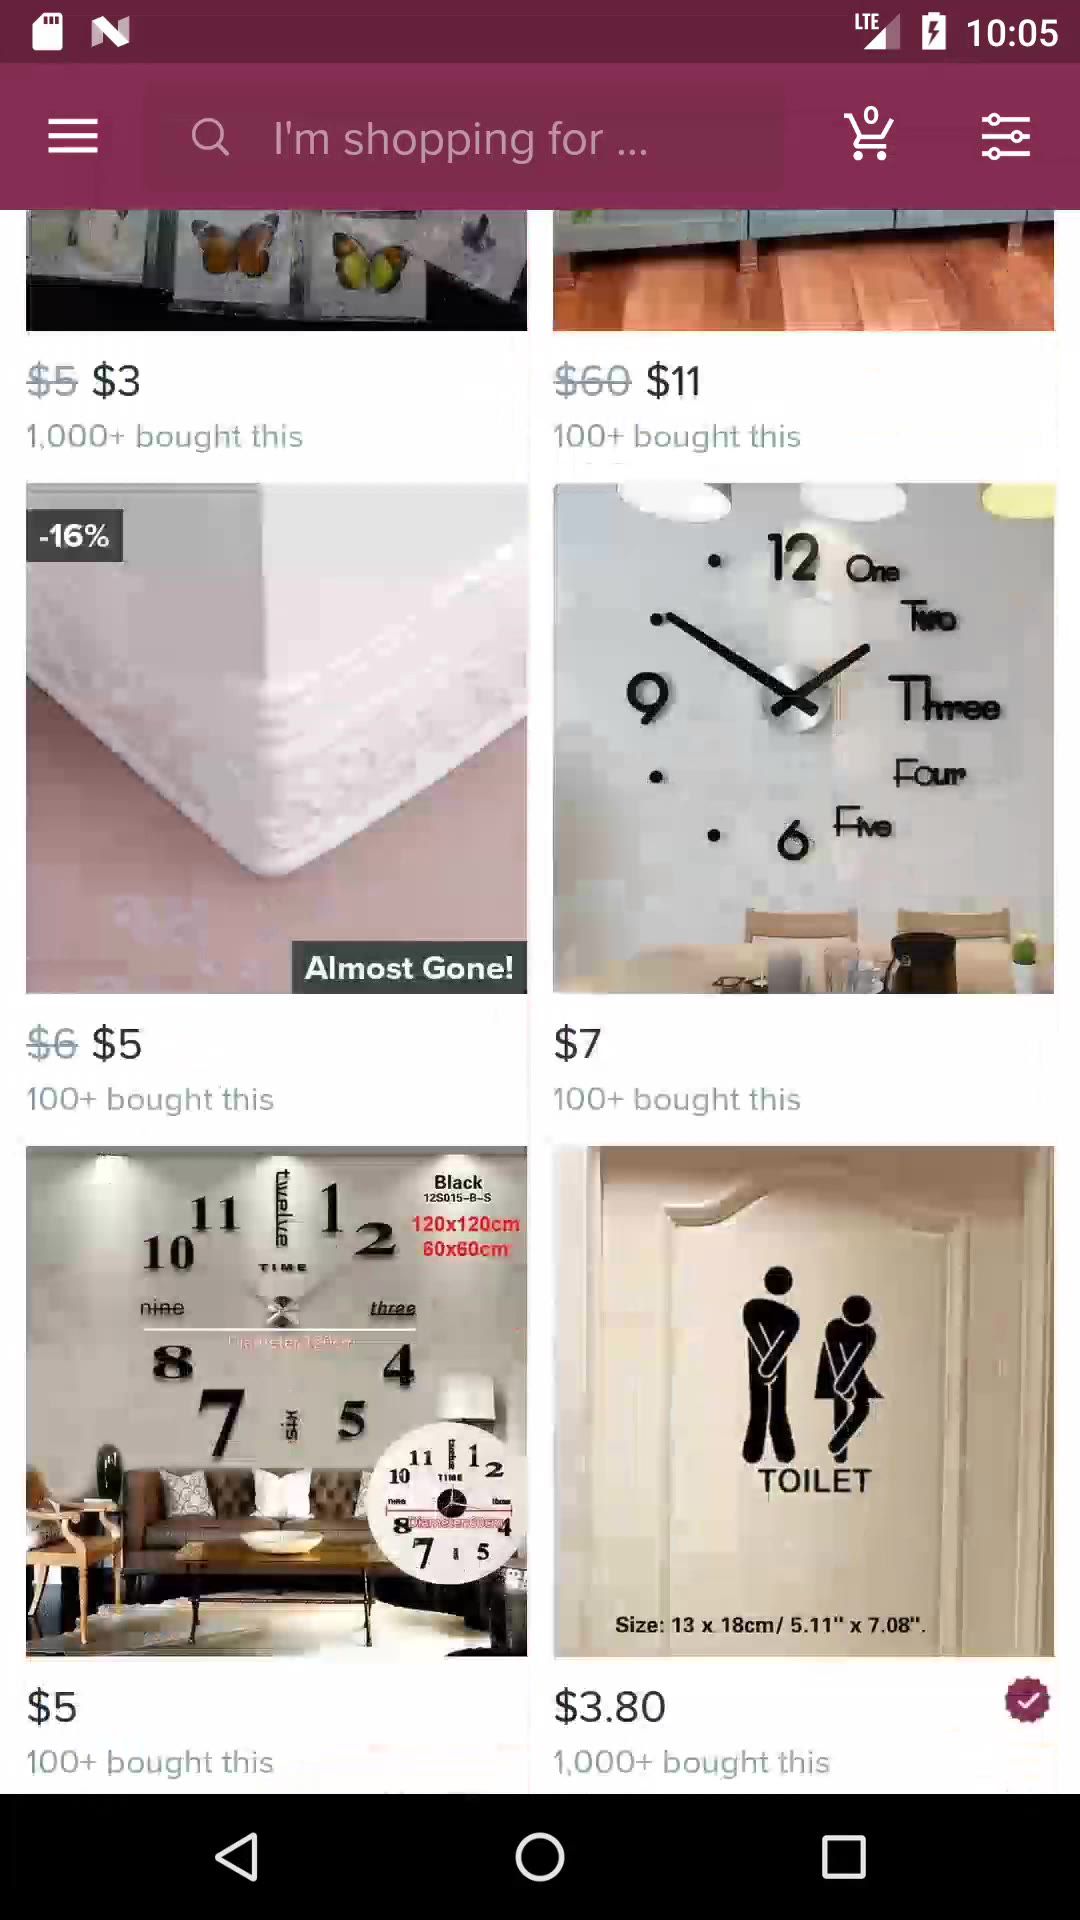 LTE 10:05
0
I'm shopping for ...
$5 $3
1,000+ bought this
$60 $11
100+ bought this
-16%
Almost Gone!
$6 $5
100+ bought this
12 One
Two
9 Three
Four
6 Five
$7
100+ bought this
Black
12S015-B-S
120x120cm
60x60cm
11 twelve 1
10 2
TIME
nine three
8 4
7 six 5
11 twelve 1
10 2
TIME
three
8 Diameter:60cm 4
7 5
$5
100+ bought this
TOILET
Size: 13 x 18cm/ 5.11" x 7.08".
$3.80
1,000+ bought this